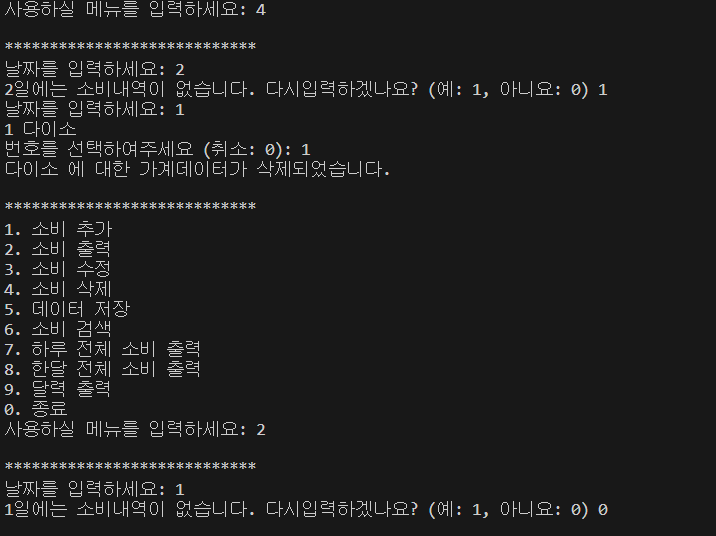 사용하실 메뉴를 입력하세요: 4
****************************
날짜를 입력하세요: 2
2일에는 소비내역이 없습니다. 다시입력하겠나요? (예: 1, 아니요: 0) 1
날짜를 입력하세요: 1
1 다이소
번호를 선택하여주세요 (취소: 0): 1
다이소 에 대한 가계데이터가 삭제되었습니다.
****************************
1. 소비 추가
2. 소비 출력
3. 소비 수정
4. 소비 삭제
5. 데이터 저장
6. 소비 검색
7. 하루 전체 소비 출력
8. 한달 전체 소비 출력
9. 달력 출력
0. 종료
사용하실 메뉴를 입력하세요: 2
****************************
날짜를 입력하세요: 1
1일에는 소비내역이 없습니다. 다시입력하겠나요? (예: 1, 아니요: 0) 0